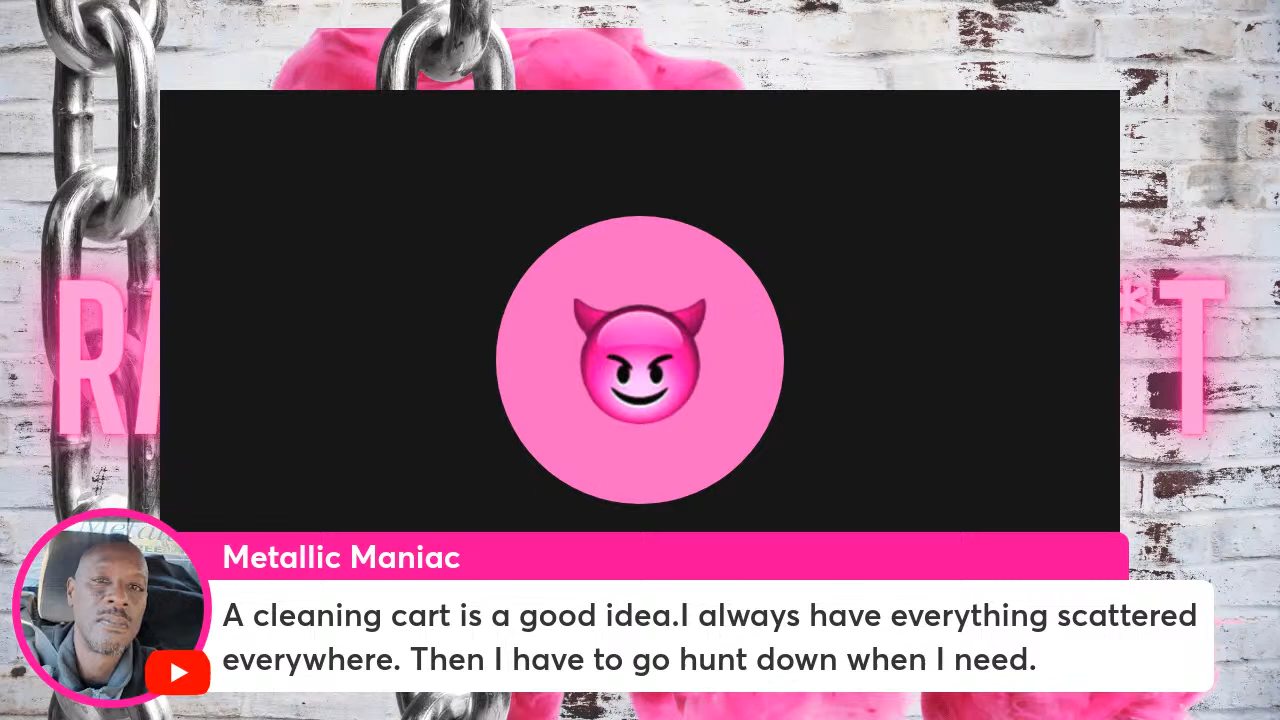 RA
*T
Metallic Maniac
A cleaning cart is a good idea.I always have everything scattered
everywhere. Then I have to go hunt down when I need.